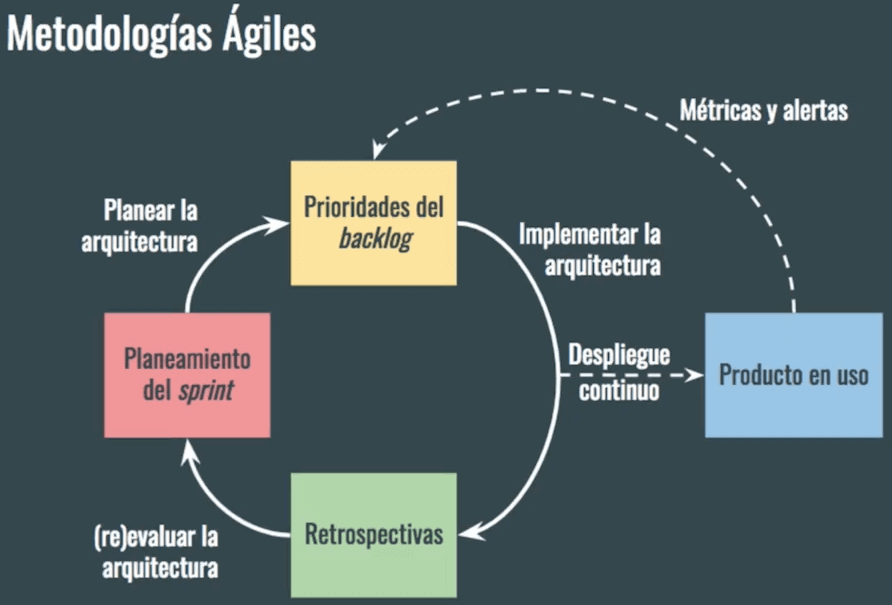 Metodologías Ágiles
Métricas y alertas
Planear la
arquitectura
Prioridades del
backlog
Implementar la
arquitectura
Planeamiento
del sprint
Despliegue
continuo
Producto en uso
(re)evaluar la
arquitectura
Retrospectivas